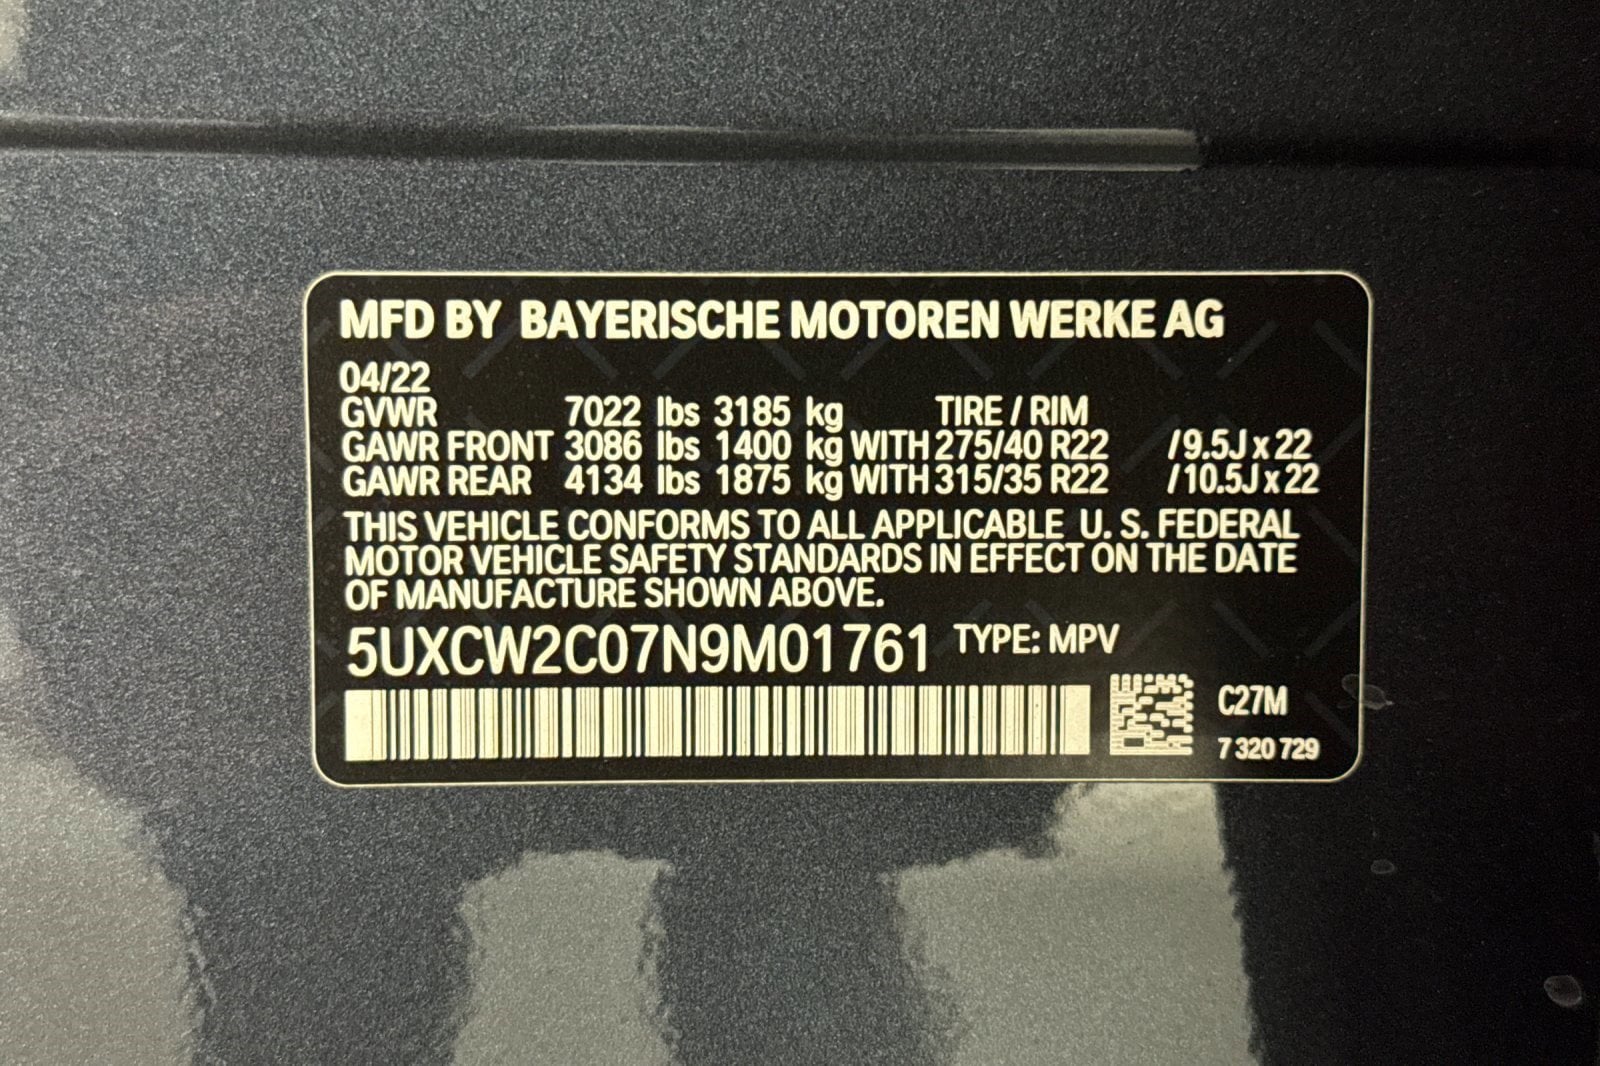 MFD BY BAYERISCHE MOTOREN WERKE AG
04/22
GVWR 7022 lbs 3185 kg TIRE / RIM
GAWR FRONT 3086 lbs 1400 kg WITH 275/40 R22 / 9.5J x 22
GAWR REAR 4134 lbs 1875 kg WITH 315/35 R22 / 10.5J x 22
THIS VEHICLE CONFORMS TO ALL APPLICABLE U. S. FEDERAL
MOTOR VEHICLE SAFETY STANDARDS IN EFFECT ON THE DATE
OF MANUFACTURE SHOWN ABOVE.
5UXCW2C07N9M01761 TYPE: MPV
C27M
7 320 729